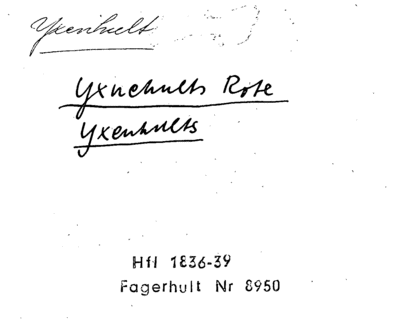 Yxenhult
Yxnehults Rote
Yxenhults
Hfl 1836-39
Fagerhult Nr 8950